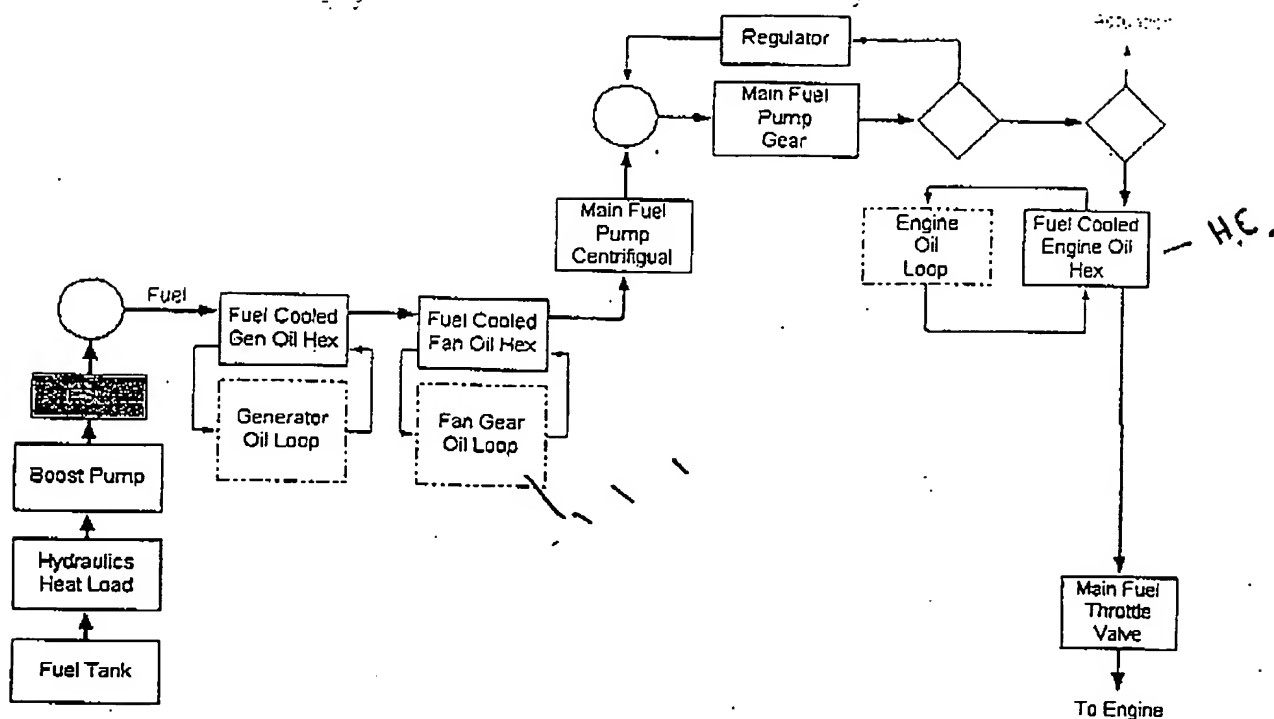 Regulator
Main Fuel
Pump
Gear
Main Fuel
Pump
Centrifigual
Engine
Oil
Loop
Fuel Cooled
Engine Oil
Hex
H.E.
Fuel
Fuel Cooled
Gen Oil Hex
Fuel Cooled
Fan Oil Hex
Generator
Oil Loop
Fan Gear
Oil Loop
Boost Pump
Hydraulics
Heat Load
Fuel Tank
Main Fuel
Throttle
Valve
To Engine